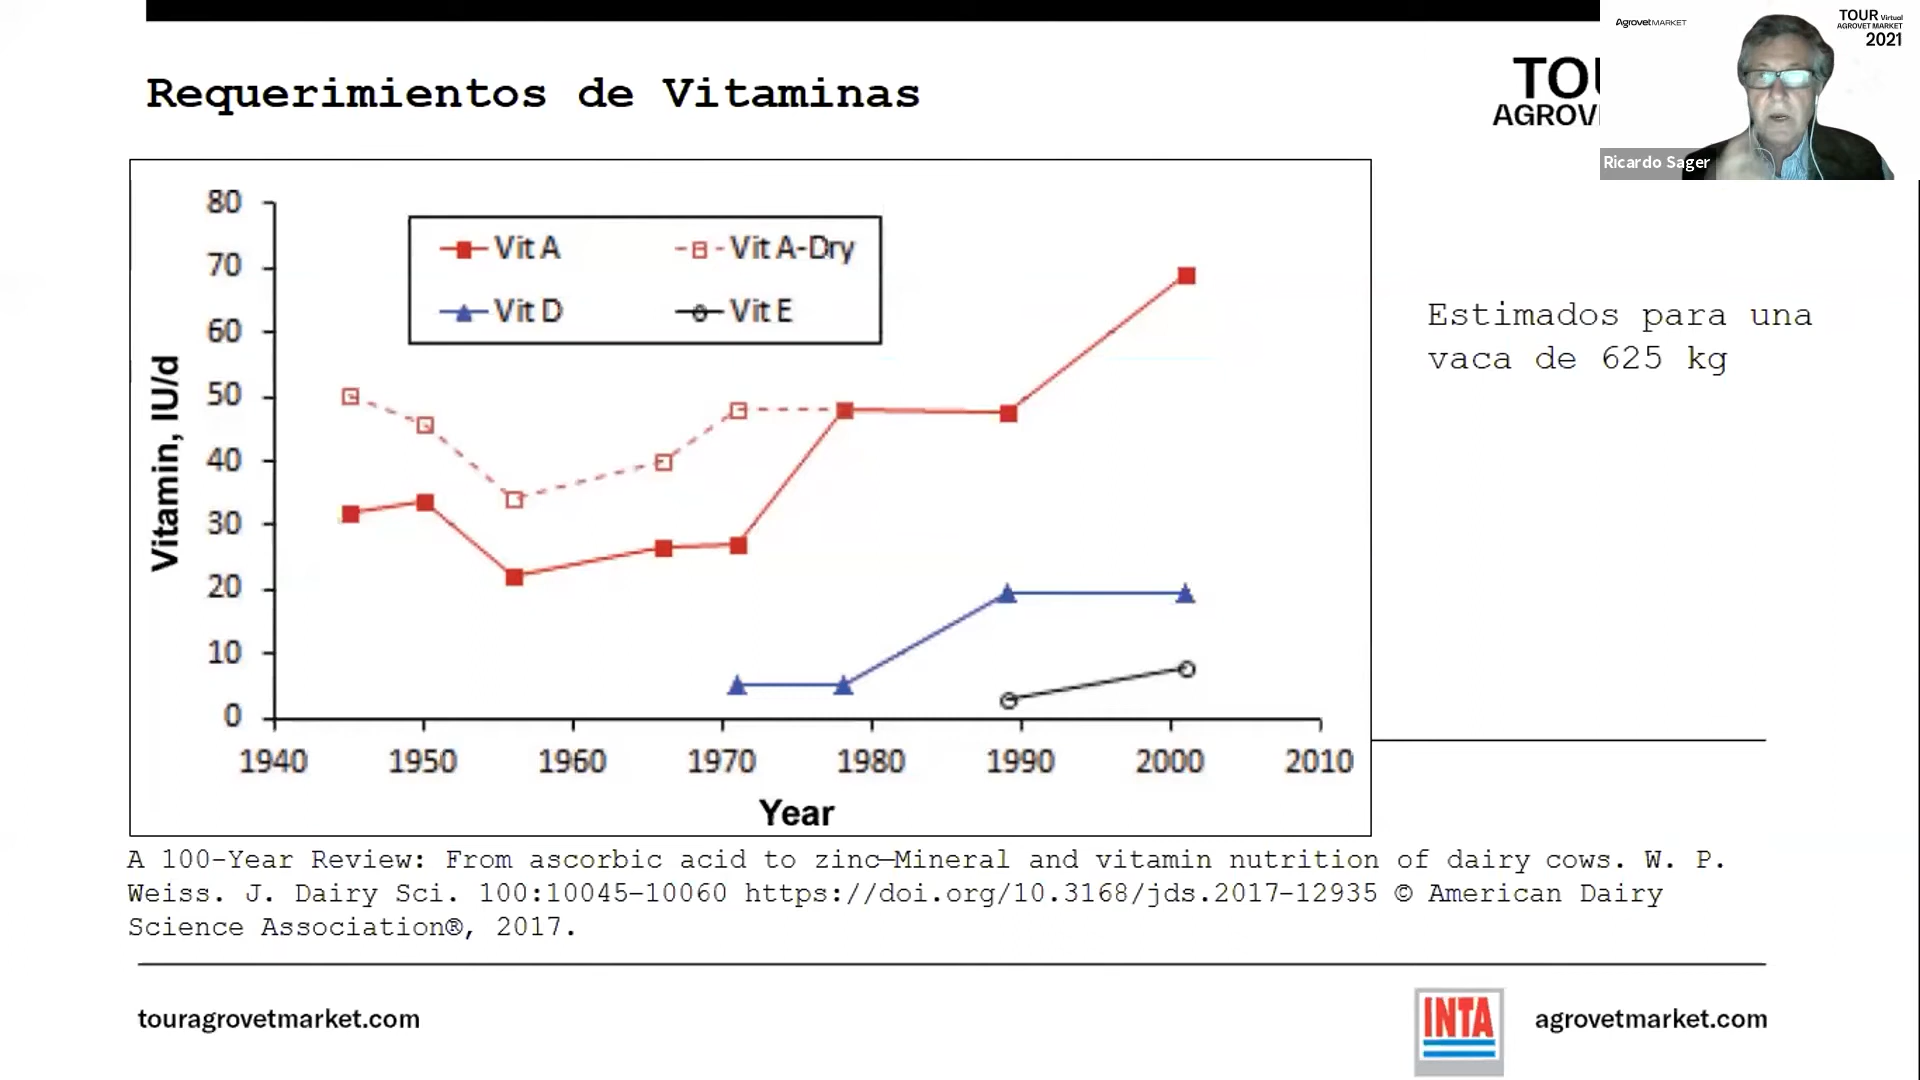 AgrovetMARKET
TOUR Virtual
AGROVET MARKET
2021
Requerimientos de Vitaminas
TOU
AGROV
Ricardo Sager
80
70
60
50
40
30
20
10
0
Vitamin, IU/d
Vit A
Vit A-Dry
Vit D
Vit E
1940 1950 1960 1970 1980 1990 2000 2010
Year
Estimados para una
vaca de 625 kg
A 100-Year Review: From ascorbic acid to zinc—Mineral and vitamin nutrition of dairy cows. W. P.
Weiss. J. Dairy Sci. 100:10045–10060 https://doi.org/10.3168/jds.2017-12935 © American Dairy
Science Association®, 2017.
touragrovetmarket.com
INTA
agrovetmarket.com